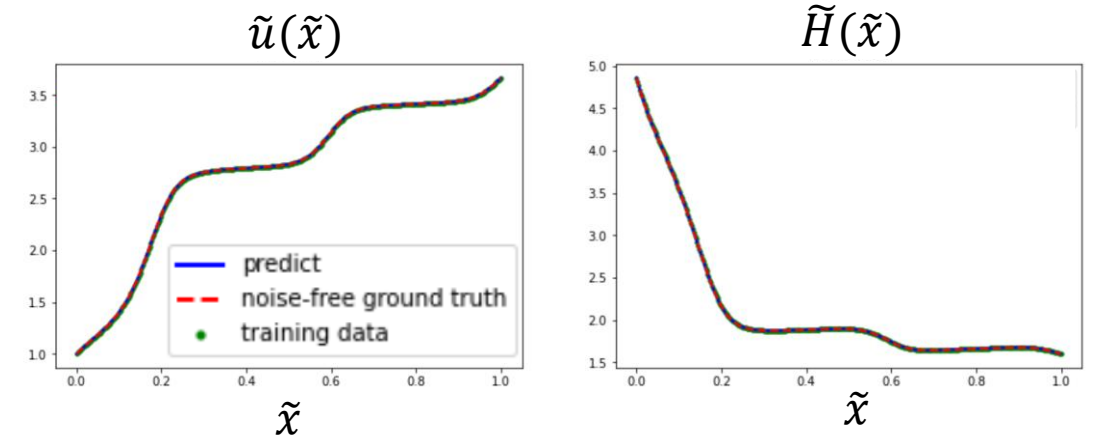 ũ(x̃)
3.5
3.0
2.5
2.0
1.5
1.0
predict
noise-free ground truth
training data
0.0 0.2 0.4 0.6 0.8 1.0
x̃
H̃(x̃)
5.0
4.5
4.0
3.5
3.0
2.5
2.0
1.5
0.0 0.2 0.4 0.6 0.8 1.0
x̃